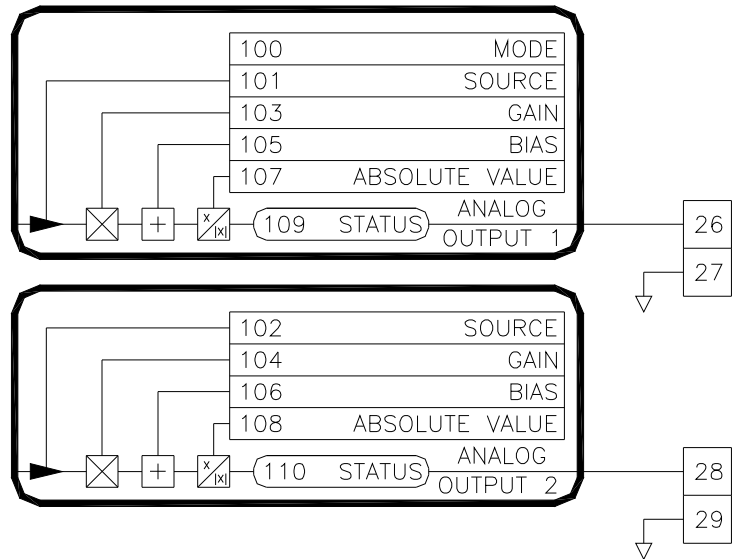 100 MODE
101 SOURCE
103 GAIN
105 BIAS
107 ABSOLUTE VALUE
x
|x|
109 STATUS
ANALOG
OUTPUT 1
26
27
102 SOURCE
104 GAIN
106 BIAS
108 ABSOLUTE VALUE
x
|x|
110 STATUS
ANALOG
OUTPUT 2
28
29